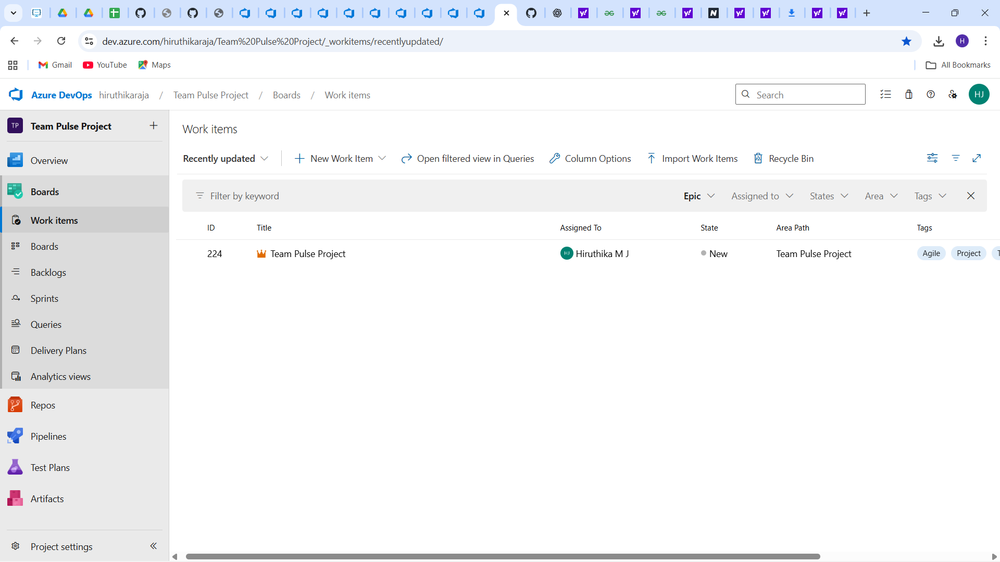 dev.azure.com/hiruthikaraja/Team%20Pulse%20Project/_workitems/recentlyupdated/
H
Gmail
YouTube
Maps
All Bookmarks
Azure DevOps
hiruthikaraja / Team Pulse Project / Boards / Work items
Search
HJ
TP
Team Pulse Project
Overview
Boards
Work items
Boards
Backlogs
Sprints
Queries
Delivery Plans
Analytics views
Repos
Pipelines
Test Plans
Artifacts
Project settings
Work items
Recently updated
New Work Item
Open filtered view in Queries
Column Options
Import Work Items
Recycle Bin
Filter by keyword
Epic
Assigned to
States
Area
Tags
ID Title Assigned To State Area Path Tags
224 Team Pulse Project HJ Hiruthika M J New Team Pulse Project Agile Project